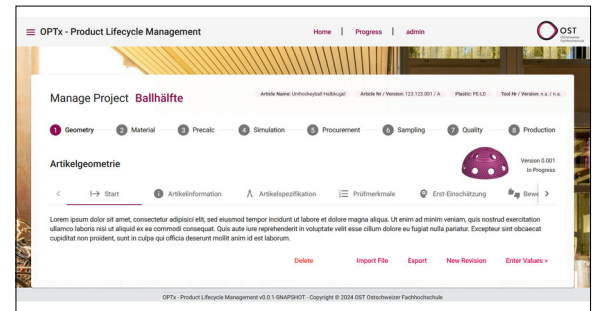 OPTx - Product Lifecycle Management
Home | Progress | admin
OST
Ostschweizer
Fachhochschule
Manage Project Ballhälfte
Article Name: Unihockeyball Halbkugel
Article Nr / Version: 123.123.001 / A
Plastic: PE-LD
Tool Nr / Version: n.a. / n.a.
1 Geometry
2 Material
3 Precalc
4 Simulation
5 Procurement
6 Sampling
7 Quality
8 Production
Artikelgeometrie
Version 0.001
In Progress
< Start
Artikelinformation
Artikelspezifikation
Prüfmerkmale
Erst-Einschätzung
Bewe >
Lorem ipsum dolor sit amet, consectetur adipisici elit, sed eiusmod tempor incidunt ut labore et dolore magna aliqua. Ut enim ad minim veniam, quis nostrud exercitation
ullamco laboris nisi ut aliquid ex ea commodi consequat. Quis aute iure reprehenderit in voluptate velit esse cillum dolore eu fugiat nulla pariatur. Excepteur sint obcaecat
cupiditat non proident, sunt in culpa qui officia deserunt mollit anim id est laborum.
Delete
Import File
Export
New Revision
Enter Values >
OPTx - Product Lifecycle Management v0.0.1-SNAPSHOT - Copyright © 2024 OST Ostschweizer Fachhochschule